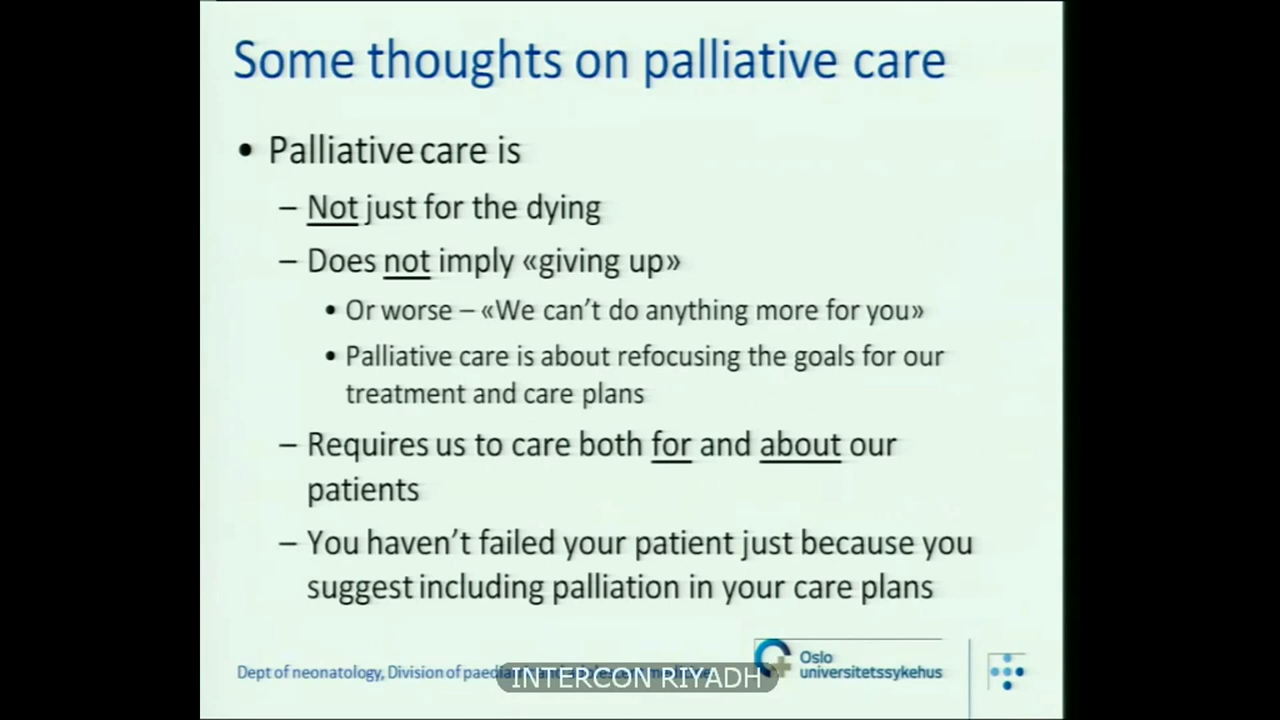 Some thoughts on palliative care
• Palliative care is
– Not just for the dying
– Does not imply «giving up»
• Or worse – «We can't do anything more for you»
• Palliative care is about refocusing the goals for our
treatment and care plans
– Requires us to care both for and about our
patients
– You haven't failed your patient just because you
suggest including palliation in your care plans
Dept of neonatology, Division of
INTERCON RIYADH
Oslo
universitetssykehus